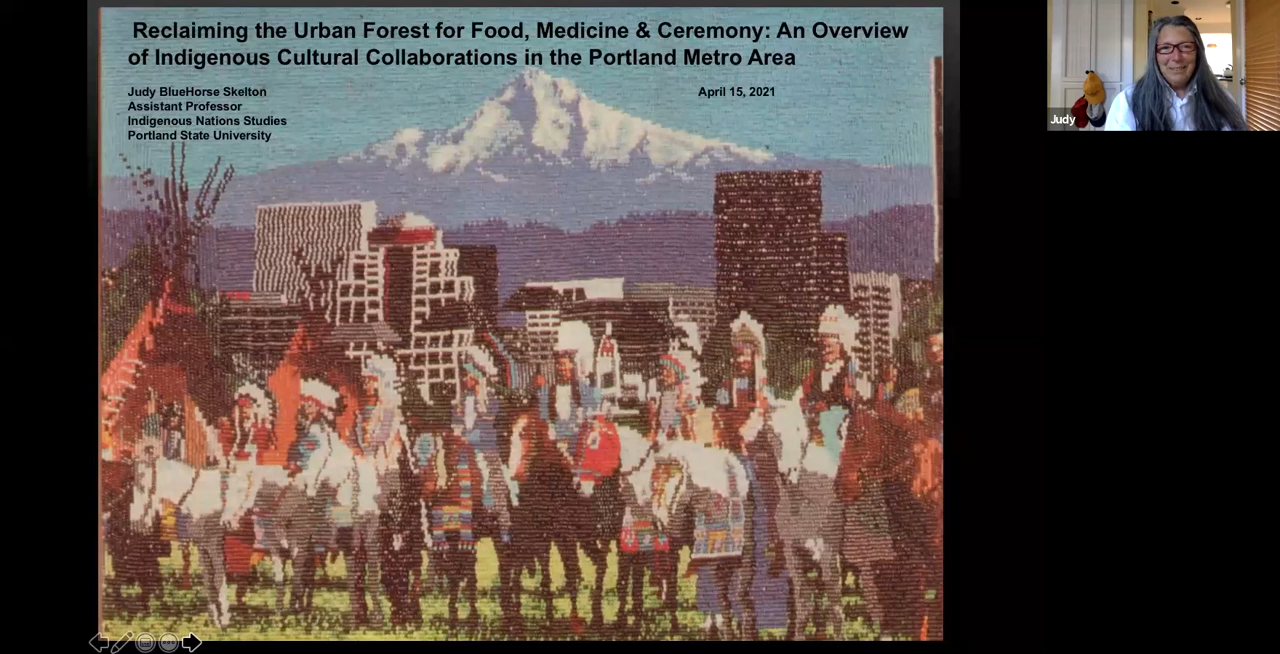 Reclaiming the Urban Forest for Food, Medicine & Ceremony: An Overview
of Indigenous Cultural Collaborations in the Portland Metro Area
Judy BlueHorse Skelton
Assistant Professor
Indigenous Nations Studies
Portland State University
April 15, 2021
Judy